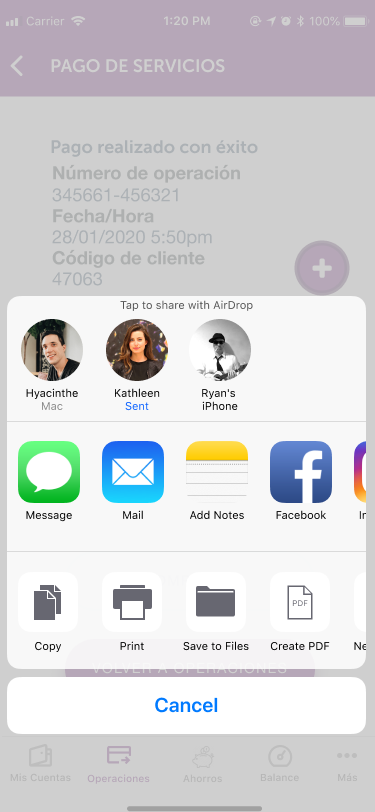 Carrier 1:20 PM 100%
PAGO DE SERVICIOS
Pago realizado con éxito
Número de operación
345661-456321
Fecha/Hora
28/01/2020 5:50pm
Código de cliente
47063
Tap to share with AirDrop
Hyacinthe Kathleen Ryan's
Mac Sent iPhone
Message Mail Add Notes Facebook
PDF
Copy Print Save to Files Create PDF Ne
VOLVER A OPERACIONES
Cancel
Mis Cuentas Operaciones Ahorros Balance Más